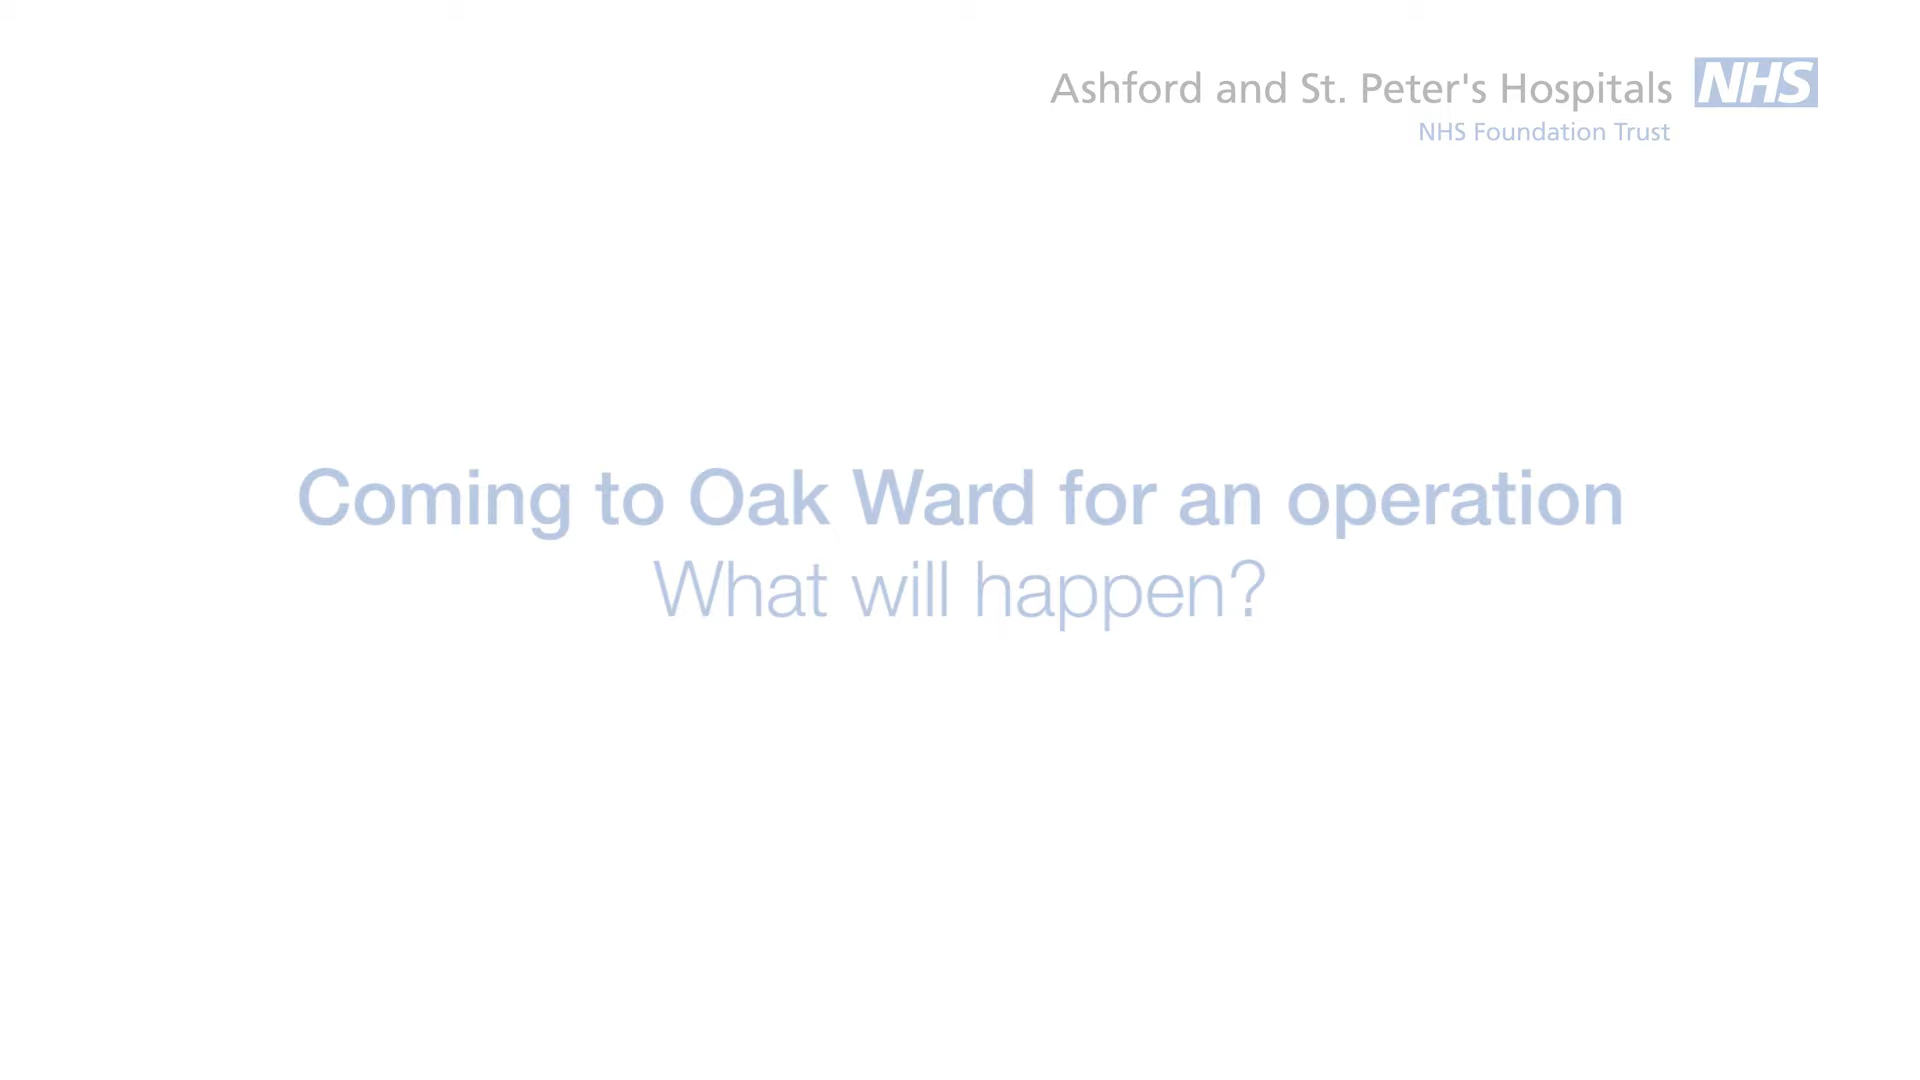 Ashford and St. Peter's Hospitals NHS
NHS Foundation Trust
Coming to Oak Ward for an operation
What will happen?